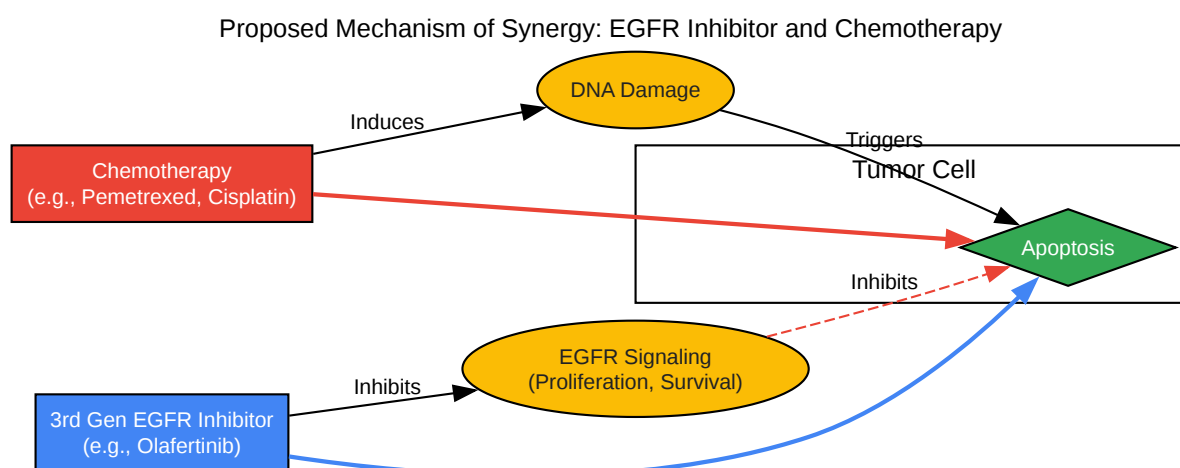 Proposed Mechanism of Synergy: EGFR Inhibitor and Chemotherapy
DNA Damage
Induces
Triggers
Chemotherapy
(e.g., Pemetrexed, Cisplatin)
Tumor Cell
Apoptosis
Inhibits
EGFR Signaling
(Proliferation, Survival)
Inhibits
3rd Gen EGFR Inhibitor
(e.g., Olafertinib)